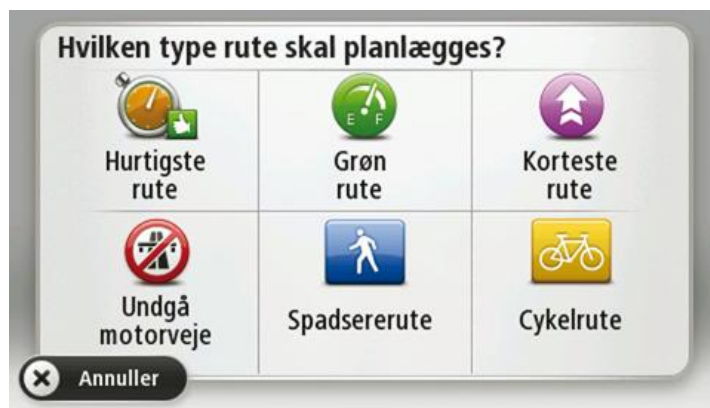 Hvilken type rute skal planlægges?
Hurtigste
rute
E F
Grøn
rute
Korteste
rute
Undgå
motorveje
Spadsererute
Cykelrute
Annuller